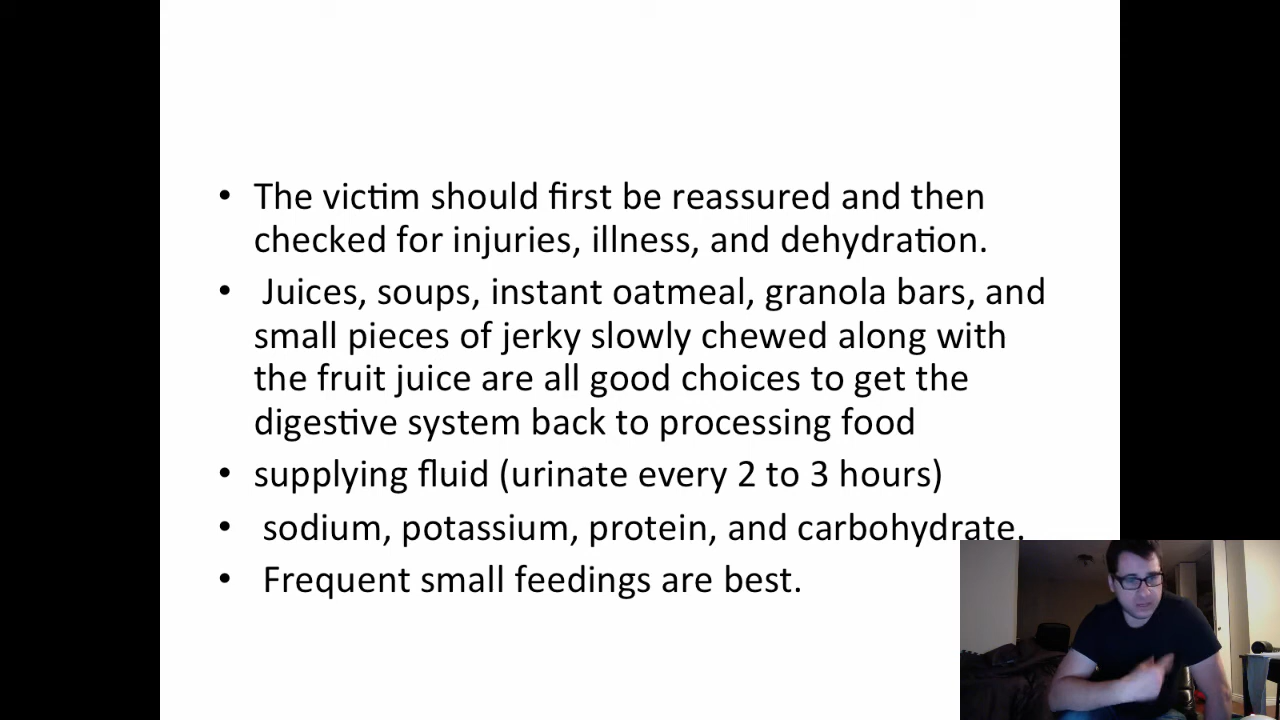 • The victim should first be reassured and then
checked for injuries, illness, and dehydration.
• Juices, soups, instant oatmeal, granola bars, and
small pieces of jerky slowly chewed along with
the fruit juice are all good choices to get the
digestive system back to processing food
• supplying fluid (urinate every 2 to 3 hours)
• sodium, potassium, protein, and carbohydrate.
• Frequent small feedings are best.